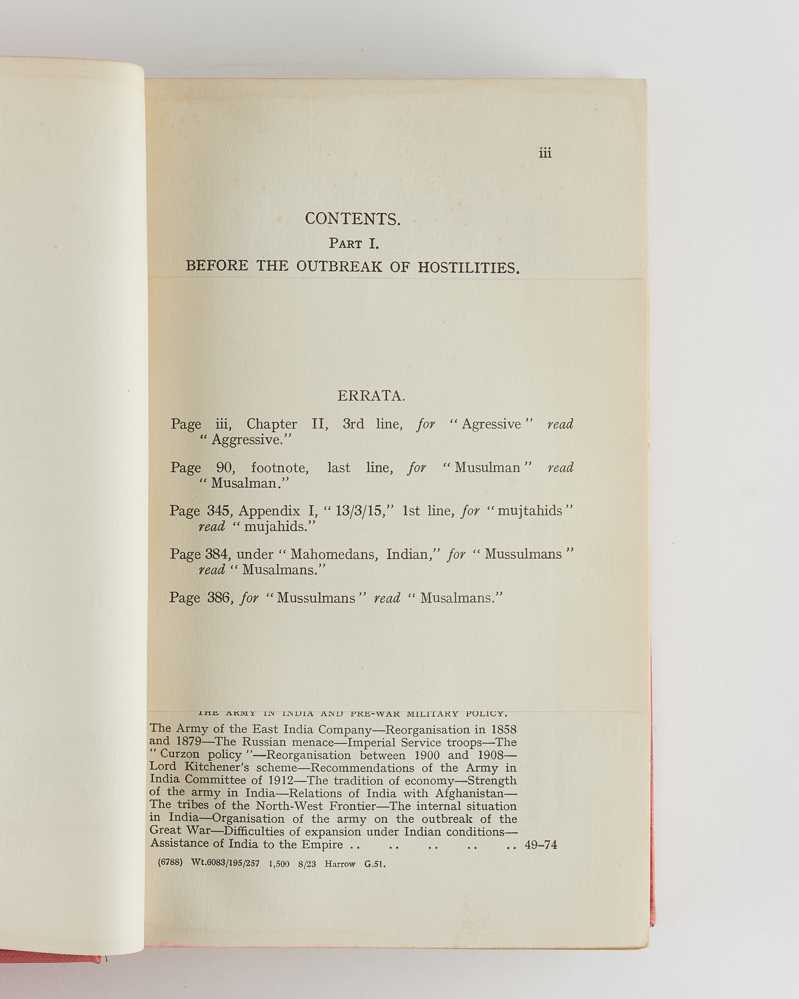 iii
CONTENTS.
PART I.
BEFORE THE OUTBREAK OF HOSTILITIES.
ERRATA.
Page iii, Chapter II, 3rd line, for “Agressive” read
“Aggressive.”
Page 90, footnote, last line, for “Musulman” read
“Musalman.”
Page 345, Appendix I, “13/3/15,” 1st line, for “mujtahids”
read “mujahids.”
Page 384, under “Mahomedans, Indian,” for “Mussulmans”
read “Musalmans.”
Page 386, for “Mussulmans” read “Musalmans.”
THE ARMY IN INDIA AND PRE-WAR MILITARY POLICY.
The Army of the East India Company—Reorganisation in 1858
and 1879—The Russian menace—Imperial Service troops—The
“Curzon policy”—Reorganisation between 1900 and 1908—
Lord Kitchener's scheme—Recommendations of the Army in
India Committee of 1912—The tradition of economy—Strength
of the army in India—Relations of India with Afghanistan—
The tribes of the North-West Frontier—The internal situation
in India—Organisation of the army on the outbreak of the
Great War—Difficulties of expansion under Indian conditions—
Assistance of India to the Empire .. .. .. .. .. 49–74
(6788) Wt.6083/195/257 1,500 8/23 Harrow G.51.